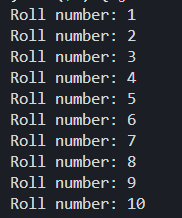 Roll number: 1
Roll number: 2
Roll number: 3
Roll number: 4
Roll number: 5
Roll number: 6
Roll number: 7
Roll number: 8
Roll number: 9
Roll number: 10